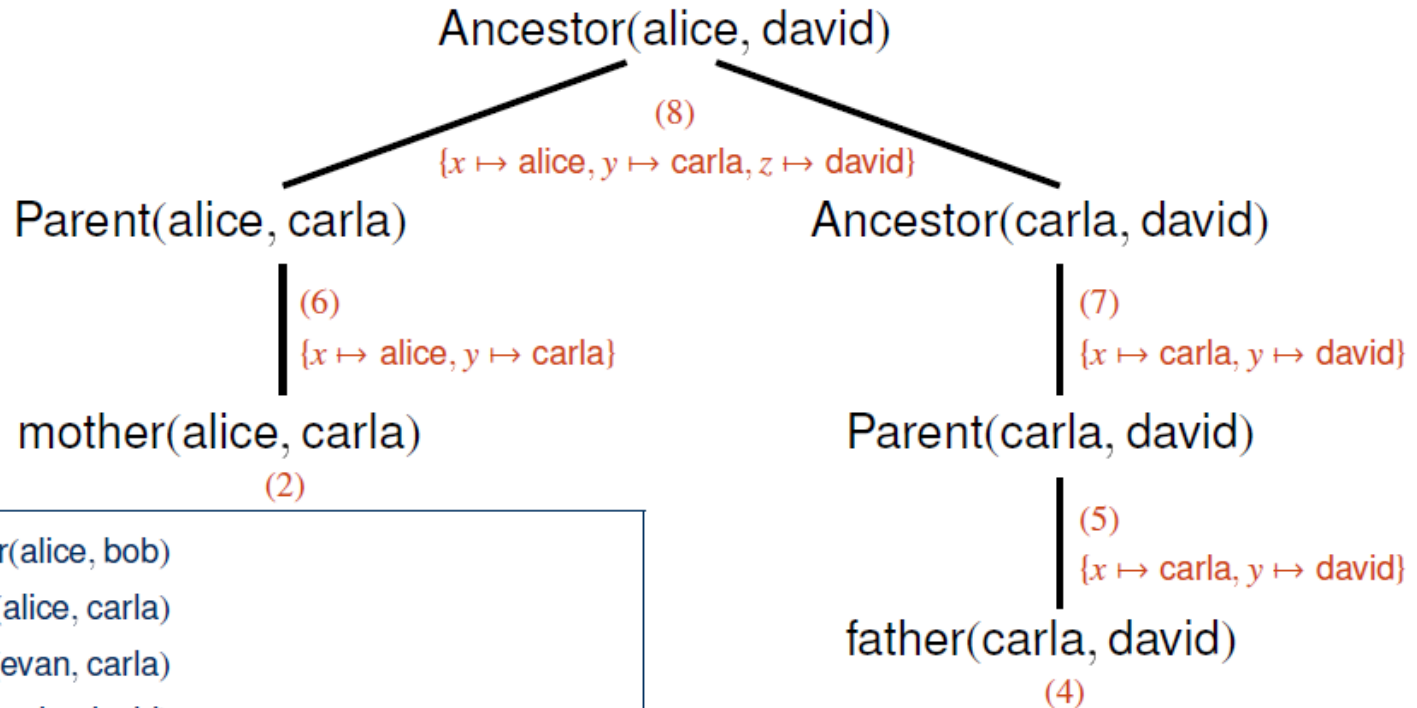 Ancestor(alice, david)
(8)
{x ↦ alice, y ↦ carla, z ↦ david}
Parent(alice, carla)
Ancestor(carla, david)
(6)
{x ↦ alice, y ↦ carla}
(7)
{x ↦ carla, y ↦ david}
mother(alice, carla)
(2)
Parent(carla, david)
(5)
{x ↦ carla, y ↦ david}
father(carla, david)
(4)
r(alice, bob)
(alice, carla)
(evan, carla)